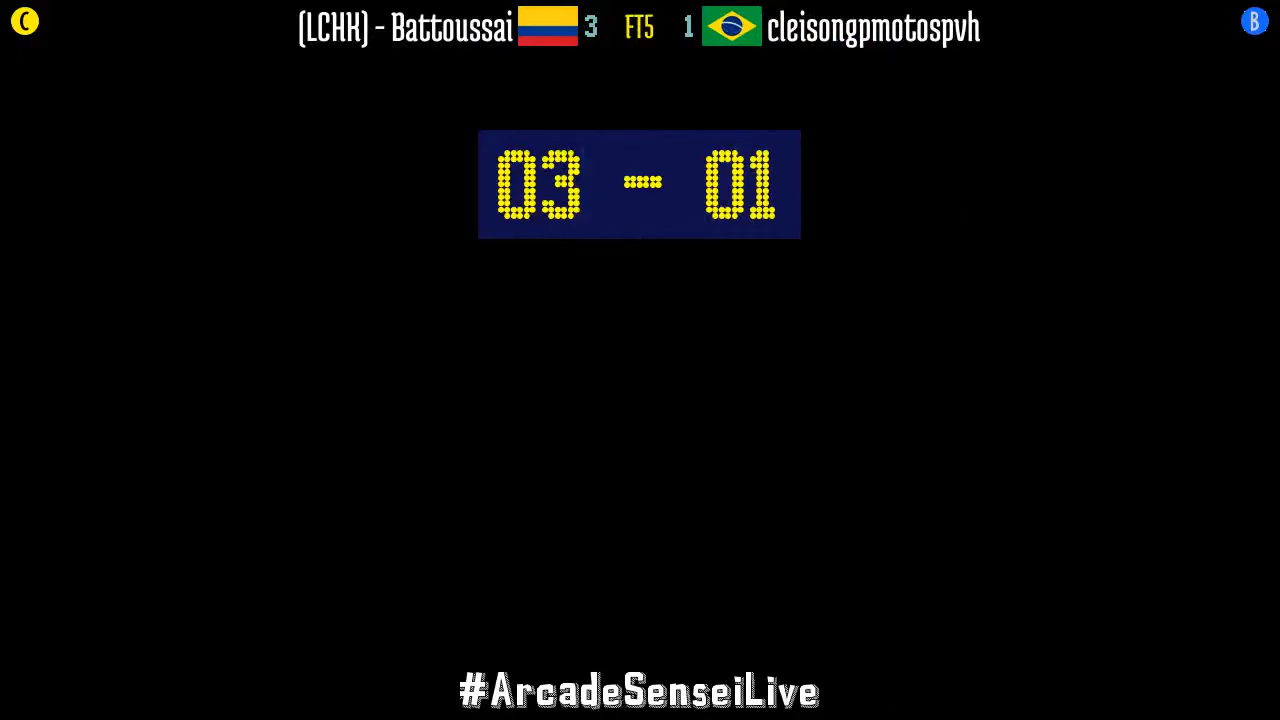 C (LCHK) - Battoussai 3 FT5 1 cleisongpmotospvh B
03 - 01
#ArcadeSenseiLive